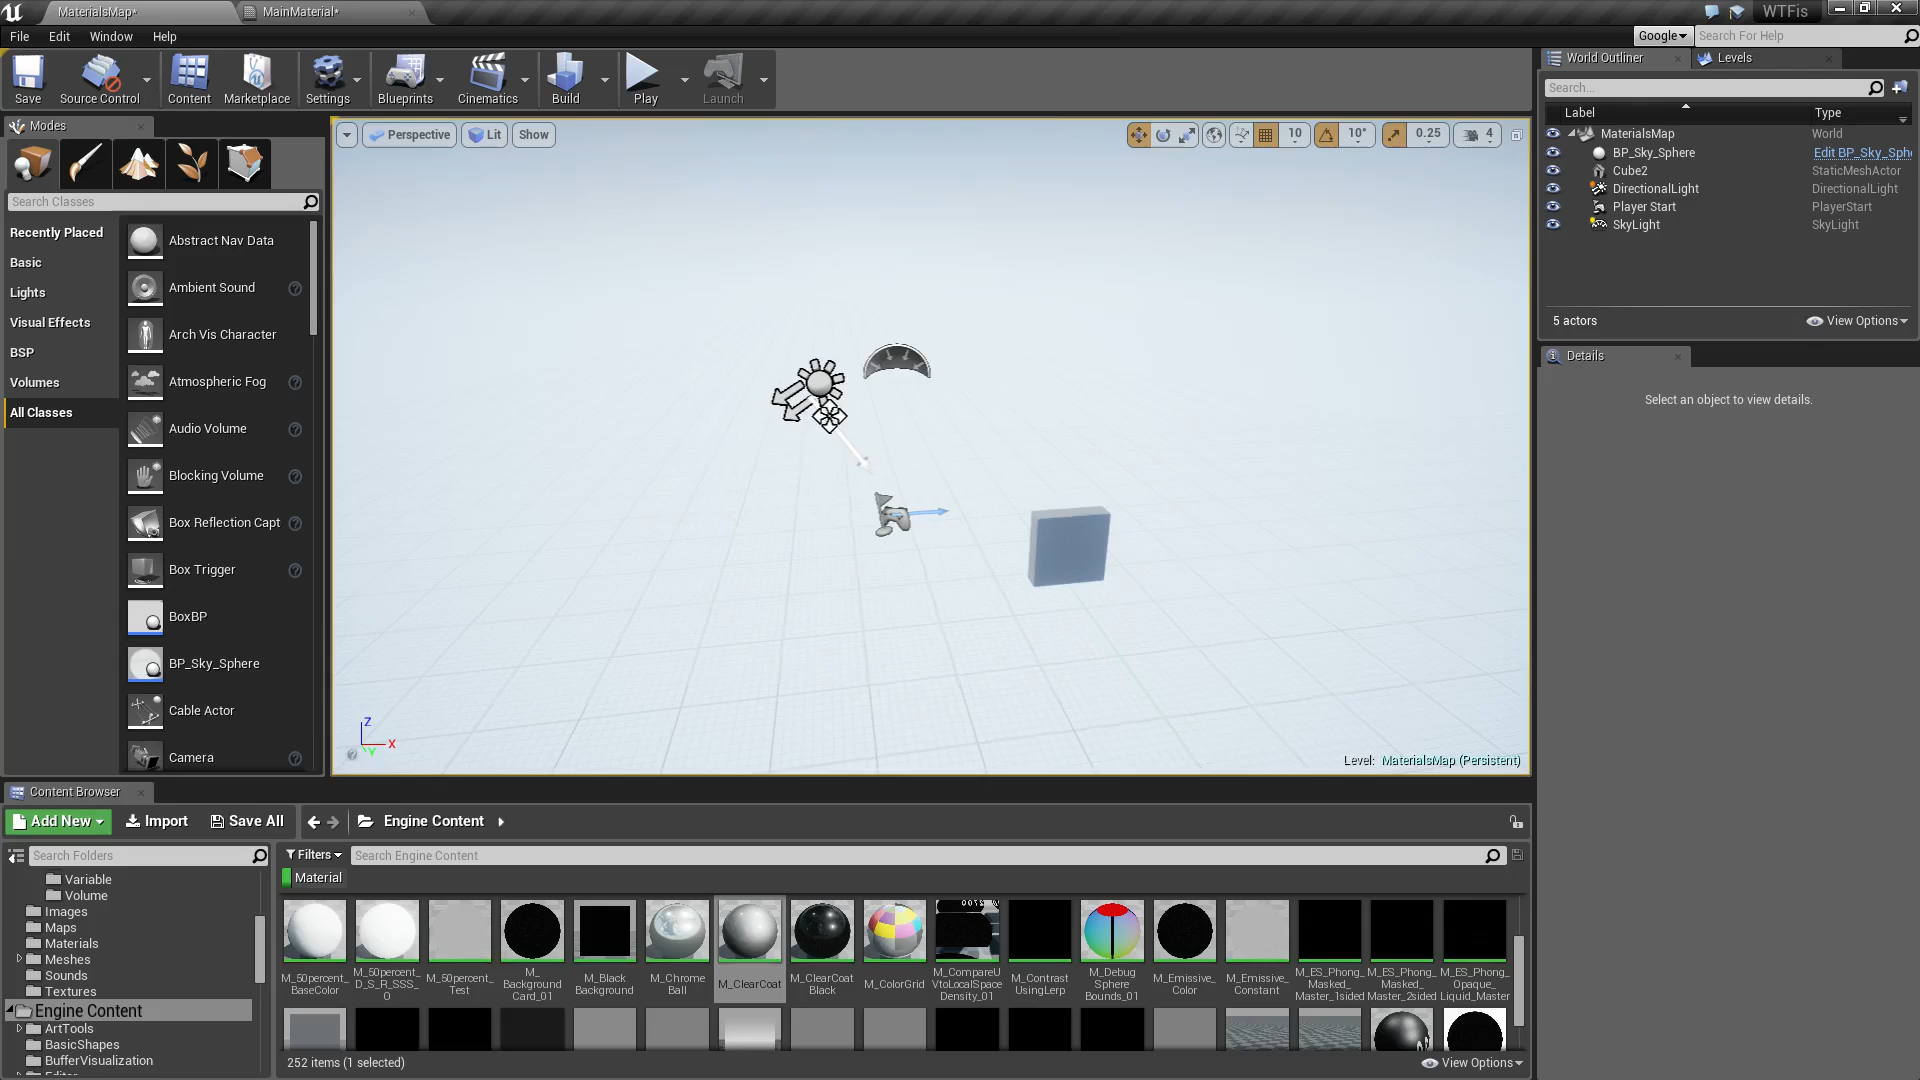 MaterialsMap*
MainMaterial*
WTFis
File Edit Window Help
Google
Search For Help
Save
Source Control
Content
Marketplace
Settings
Blueprints
Cinematics
Build
Play
Launch
World Outliner
Levels
Search...
Label Type
MaterialsMap World
BP_Sky_Sphere Edit BP_Sky_Sph
Cube2 StaticMeshActor
DirectionalLight DirectionalLight
Player Start PlayerStart
SkyLight SkyLight
5 actors
View Options
Details
Select an object to view details.
Modes
Search Classes
Recently Placed
Basic
Lights
Visual Effects
BSP
Volumes
All Classes
Abstract Nav Data
Ambient Sound
Arch Vis Character
Atmospheric Fog
Audio Volume
Blocking Volume
Box Reflection Capt
Box Trigger
BoxBP
BP_Sky_Sphere
Cable Actor
Camera
Perspective
Lit
Show
10
10°
0.25
4
Z
X
Y
Level: MaterialsMap (Persistent)
Content Browser
Add New
Import
Save All
Engine Content
Search Folders
Variable
Volume
Images
Maps
Materials
Meshes
Sounds
Textures
Engine Content
ArtTools
BasicShapes
BufferVisualization
Filters
Search Engine Content
Material
M_50percent_
BaseColor
M_50percent_
D_S_R_SSS_
O
M_50percent_
Test
M_
Background
Card_01
M_Black
Background
M_Chrome
Ball
M_ClearCoat
M_ClearCoat
Black
M_ColorGrid
M_CompareU
VtoLocalSpace
Density_01
M_Contrast
UsingLerp
M_Debug
Sphere
Bounds_01
M_Emissive_
Color
M_Emissive_
Constant
M_ES_Phong_
Masked_
Master_1sided
M_ES_Phong_
Masked_
Master_2sided
M_ES_Phong_
Opaque_
Liquid_Master
252 items (1 selected)
View Options